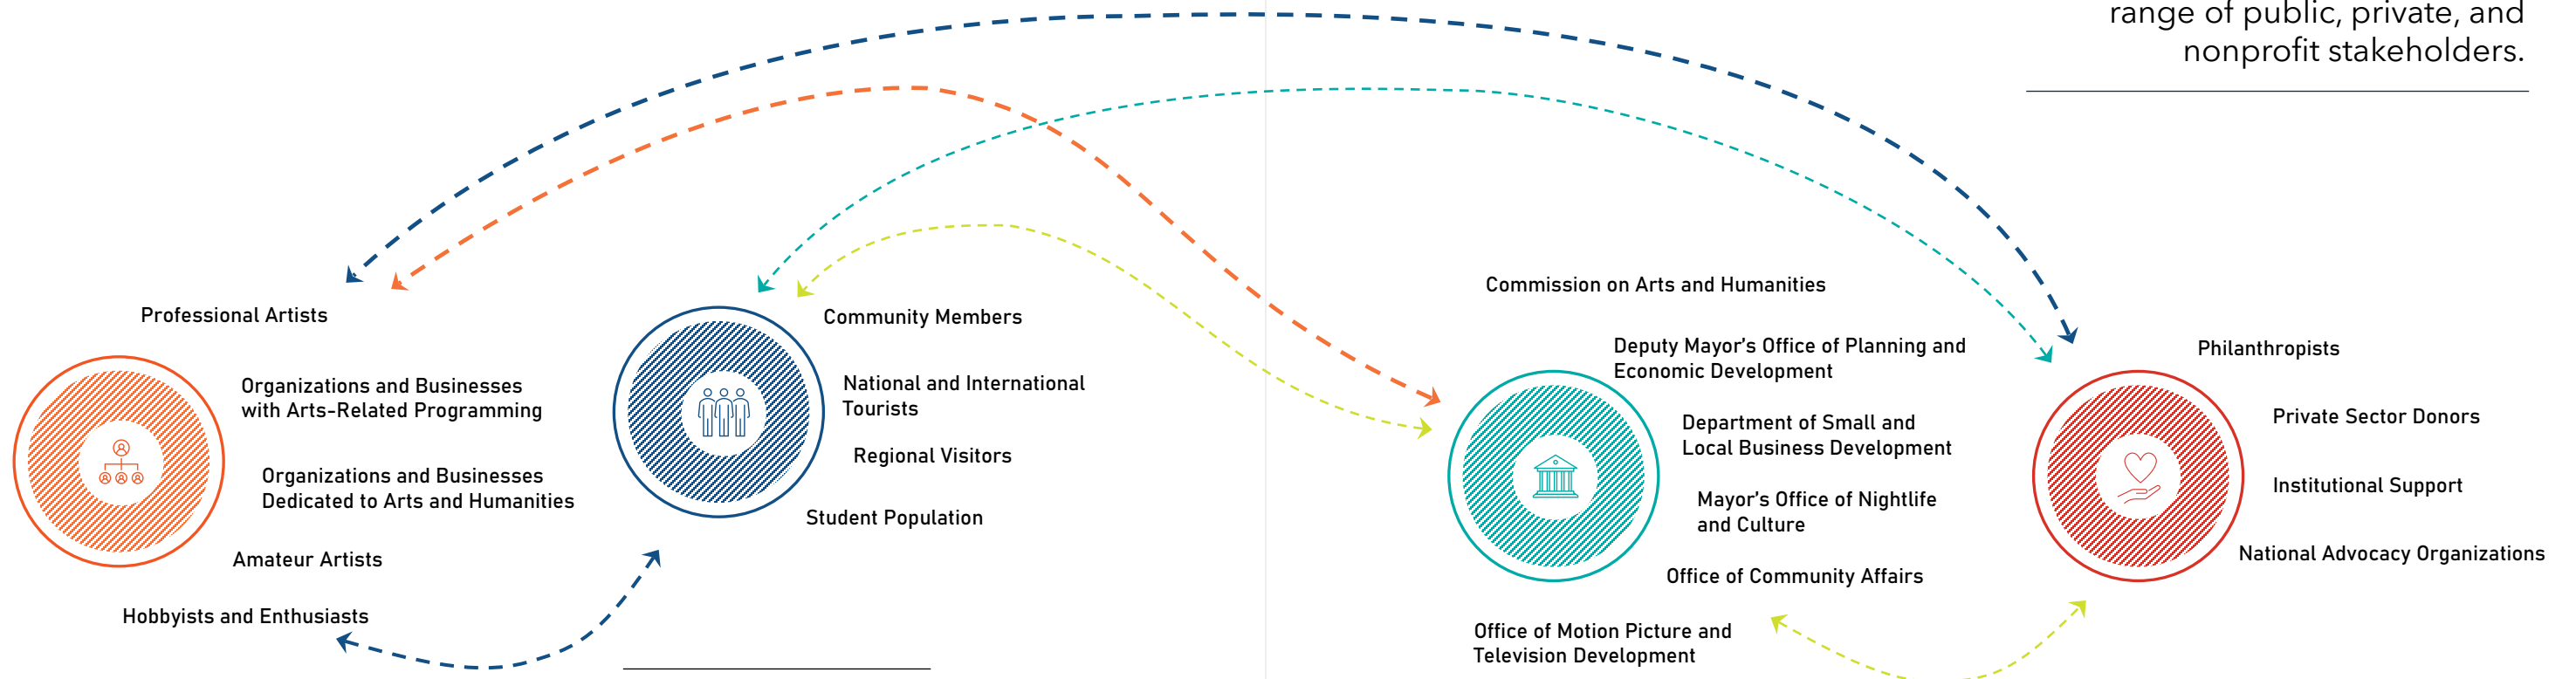 range of public, private, and
nonprofit stakeholders.
Professional Artists
Organizations and Businesses
with Arts-Related Programming
Organizations and Businesses
Dedicated to Arts and Humanities
Amateur Artists
Hobbyists and Enthusiasts
Community Members
National and International
Tourists
Regional Visitors
Student Population
Commission on Arts and Humanities
Deputy Mayor’s Office of Planning and
Economic Development
Department of Small and
Local Business Development
Mayor’s Office of Nightlife
and Culture
Office of Community Affairs
Office of Motion Picture and
Television Development
Philanthropists
Private Sector Donors
Institutional Support
National Advocacy Organizations